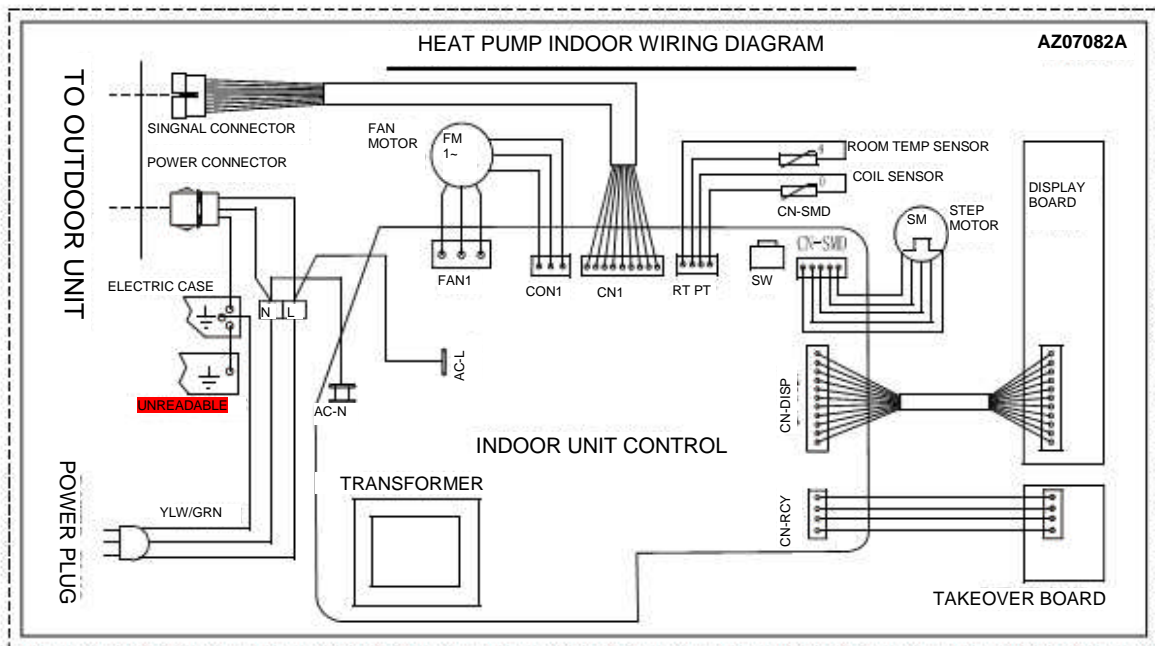 HEAT PUMP INDOOR WIRING DIAGRAM
AZ07082A
TO OUTDOOR UNIT
SINGNAL CONNECTOR
POWER CONNECTOR
FAN
MOTOR
FM
1~
ROOM TEMP SENSOR
COIL SENSOR
CN-SMD
SM
STEP
MOTOR
DISPLAY
BOARD
CN-SMD
SW
FAN1
CON1
CN1
RT PT
ELECTRIC CASE
N L
AC-L
AC-N
UNREADABLE
CN-DISP
INDOOR UNIT CONTROL
TRANSFORMER
POWER PLUG
YLW/GRN
CN-RCY
TAKEOVER BOARD